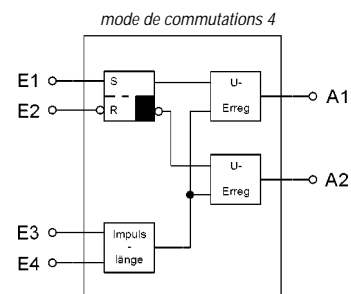 mode de commutations 4
E1
S
U-
Erreg
A1
E2
R
U-
Erreg
A2
E3
Impuls
-
länge
E4